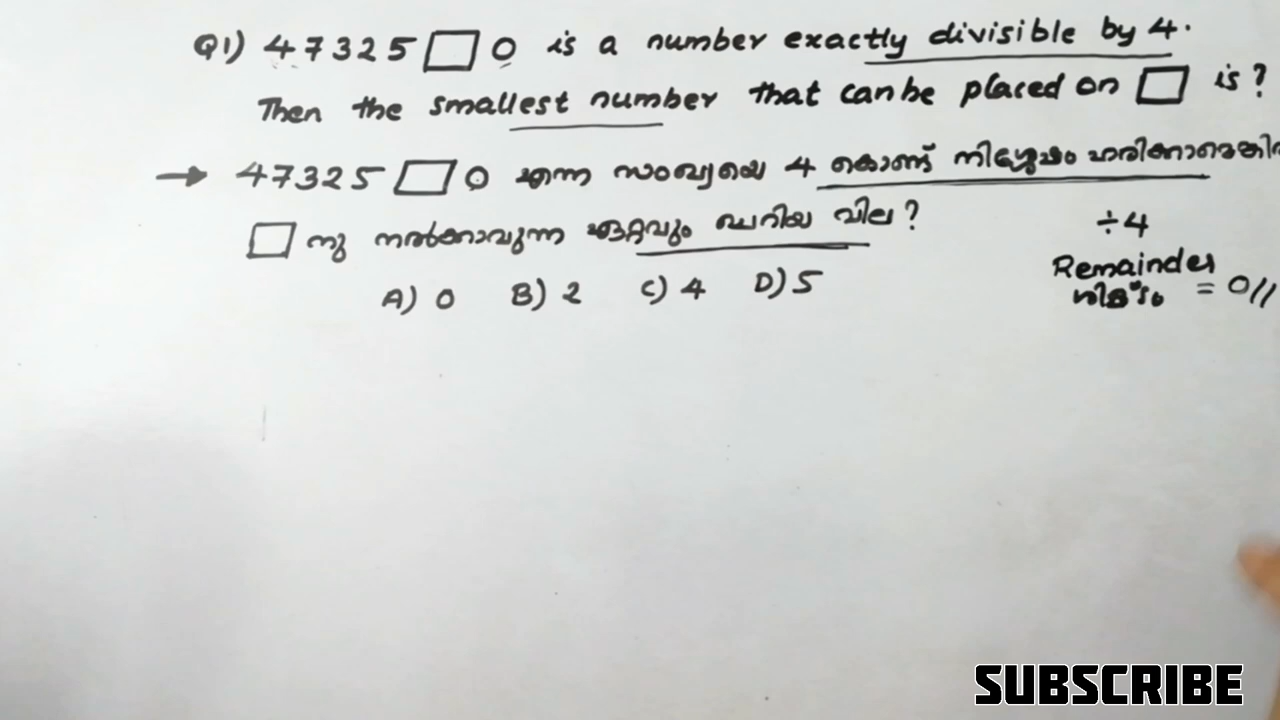 Q1) 47325 □ 0 is a number exactly divisible by 4.
Then the smallest number that can be placed on □ is?
→ 47325 □ 0 എന്ന സംഖ്യയെ 4 കൊണ്ട് നിശ്ശേഷം
□ നു നൽകാവുന്ന ഏറ്റവും ചെറിയ വില?
÷4
Remainder
= 0//
A) 0 B) 2 C) 4 D) 5
SUBSCRIBE